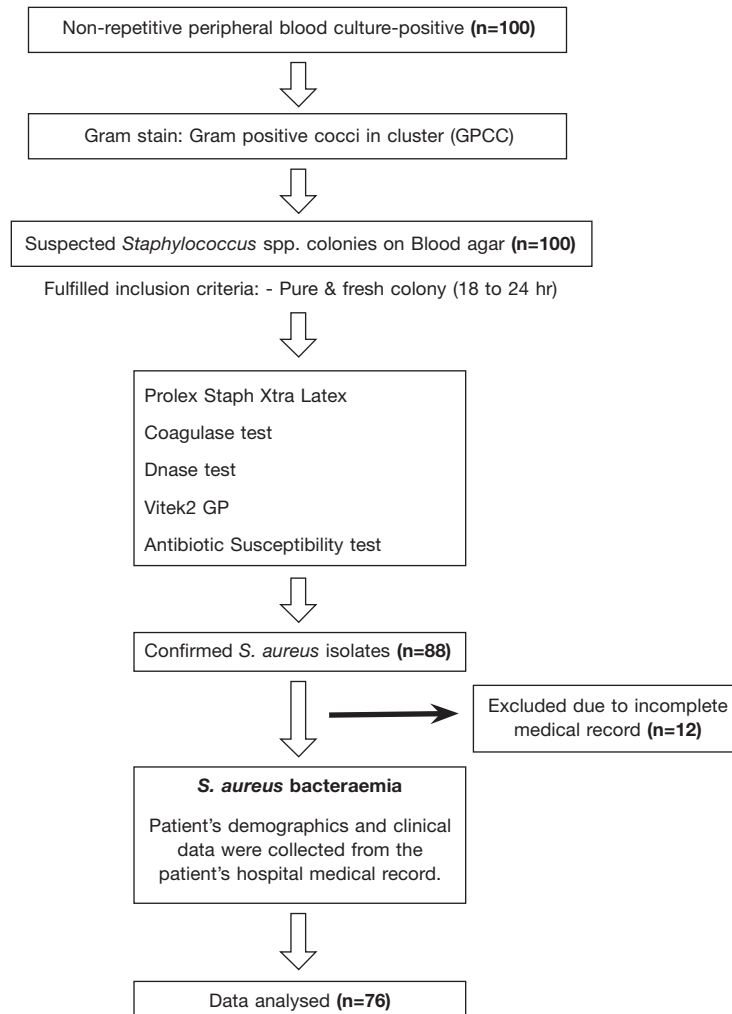 Non-repetitive peripheral blood culture-positive (n=100)
Gram stain: Gram positive cocci in cluster (GPCC)
Suspected Staphylococcus spp. colonies on Blood agar (n=100)
Fulfilled inclusion criteria: - Pure & fresh colony (18 to 24 hr)
Prolex Staph Xtra Latex
Coagulase test
Dnase test
Vitek2 GP
Antibiotic Susceptibility test
Confirmed S. aureus isolates (n=88)
Excluded due to incomplete
medical record (n=12)
S. aureus bacteraemia
Patient’s demographics and clinical
data were collected from the
patient’s hospital medical record.
Data analysed (n=76)